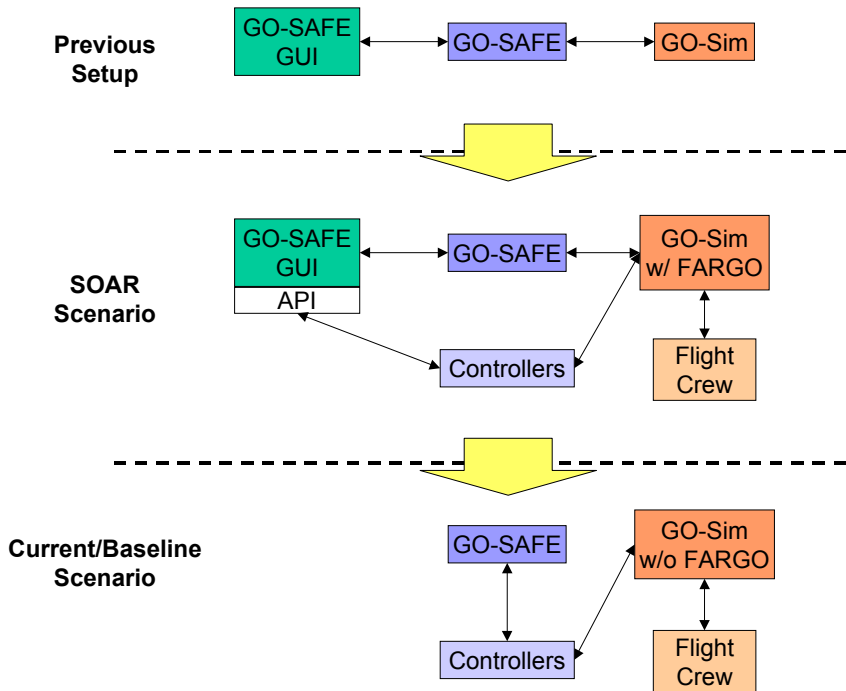 Previous
Setup
GO-SAFE
GUI
GO-SAFE
GO-Sim
SOAR
Scenario
GO-SAFE
GUI
API
GO-SAFE
GO-Sim
w/ FARGO
Controllers
Flight
Crew
Current/Baseline
Scenario
GO-SAFE
GO-Sim
w/o FARGO
Controllers
Flight
Crew